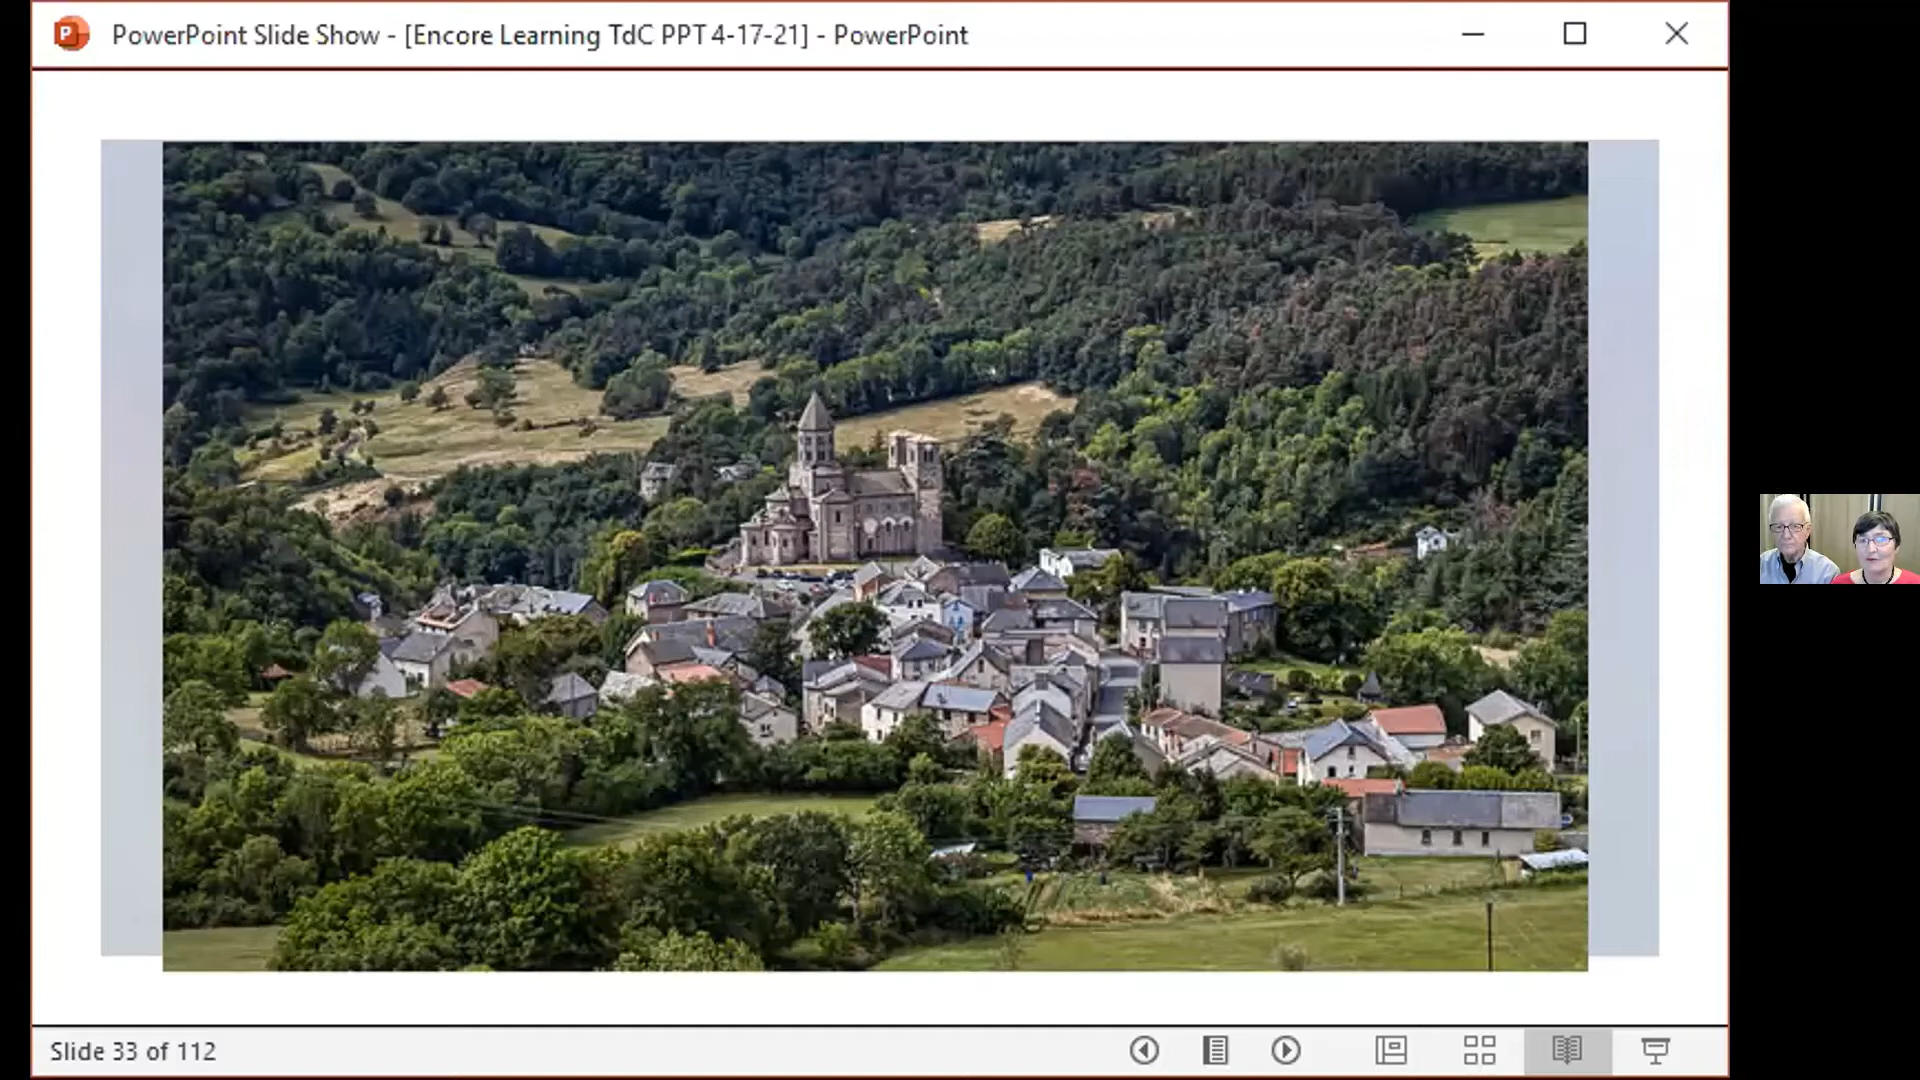 PowerPoint Slide Show - [Encore Learning TdC PPT 4-17-21] - PowerPoint
Slide 33 of 112